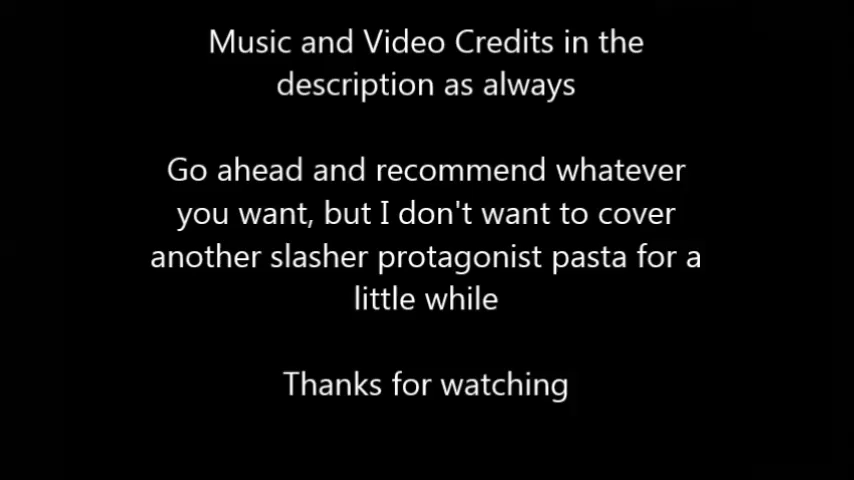 Music and Video Credits in the
description as always
Go ahead and recommend whatever
you want, but I don't want to cover
another slasher protagonist pasta for a
little while
Thanks for watching